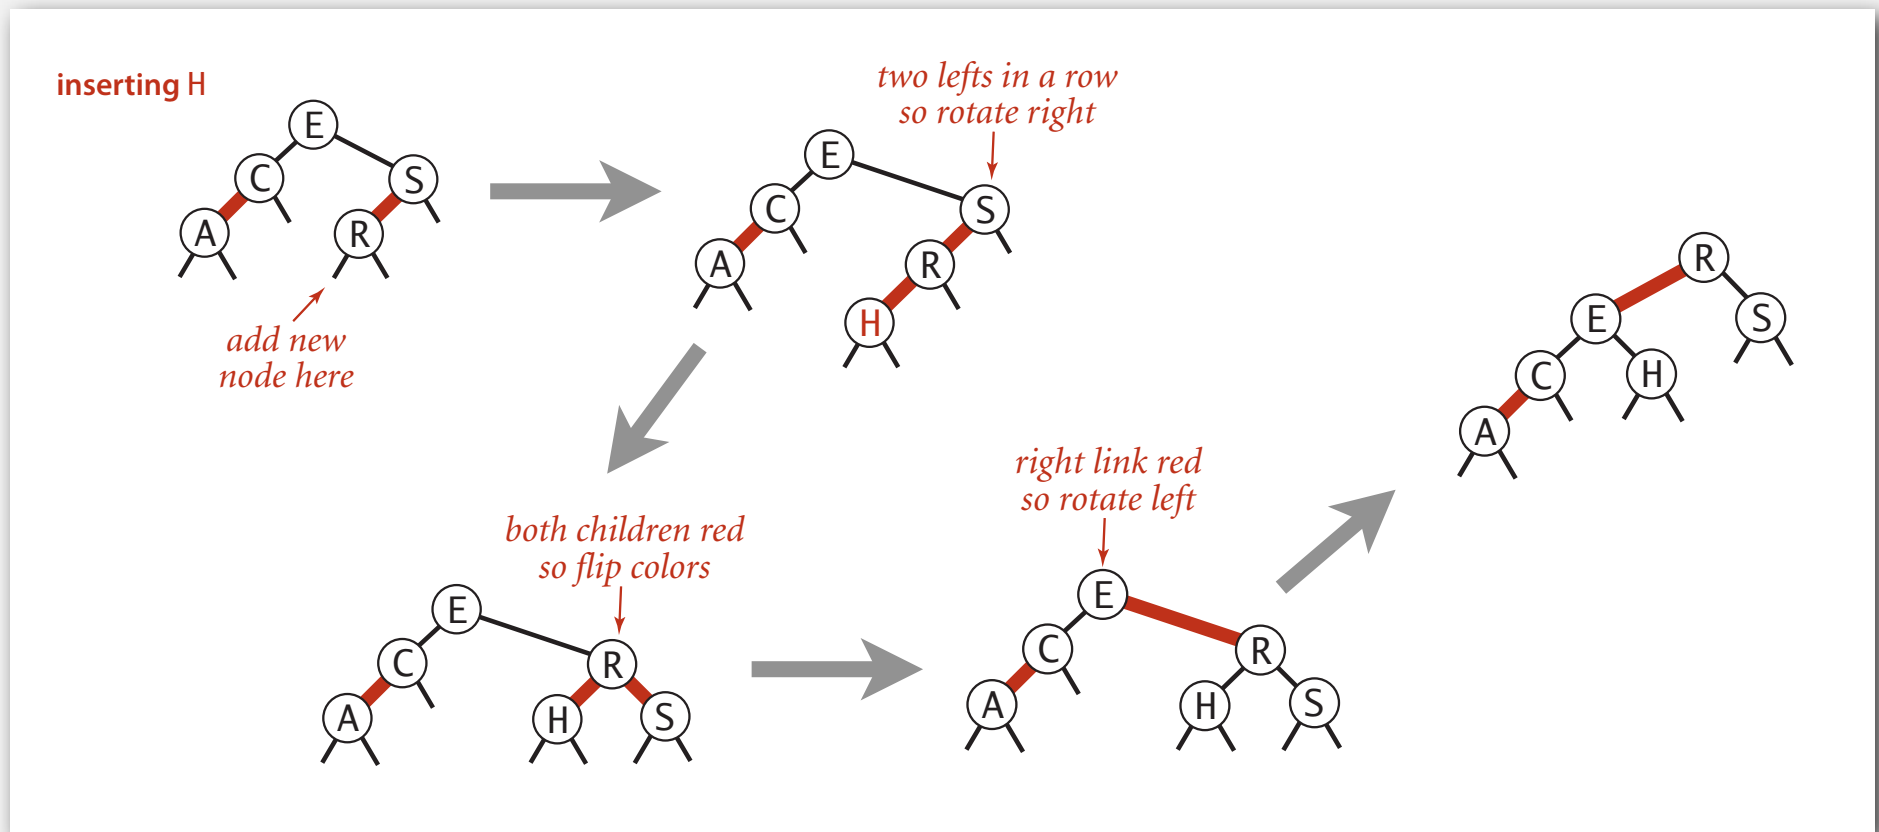 inserting H
E
C
S
A
R
add new
node here
two lefts in a row
so rotate right
E
C
S
A
R
H
both children red
so flip colors
E
C
R
A
H
S
right link red
so rotate left
E
C
R
A
H
S
R
E
S
C
H
A